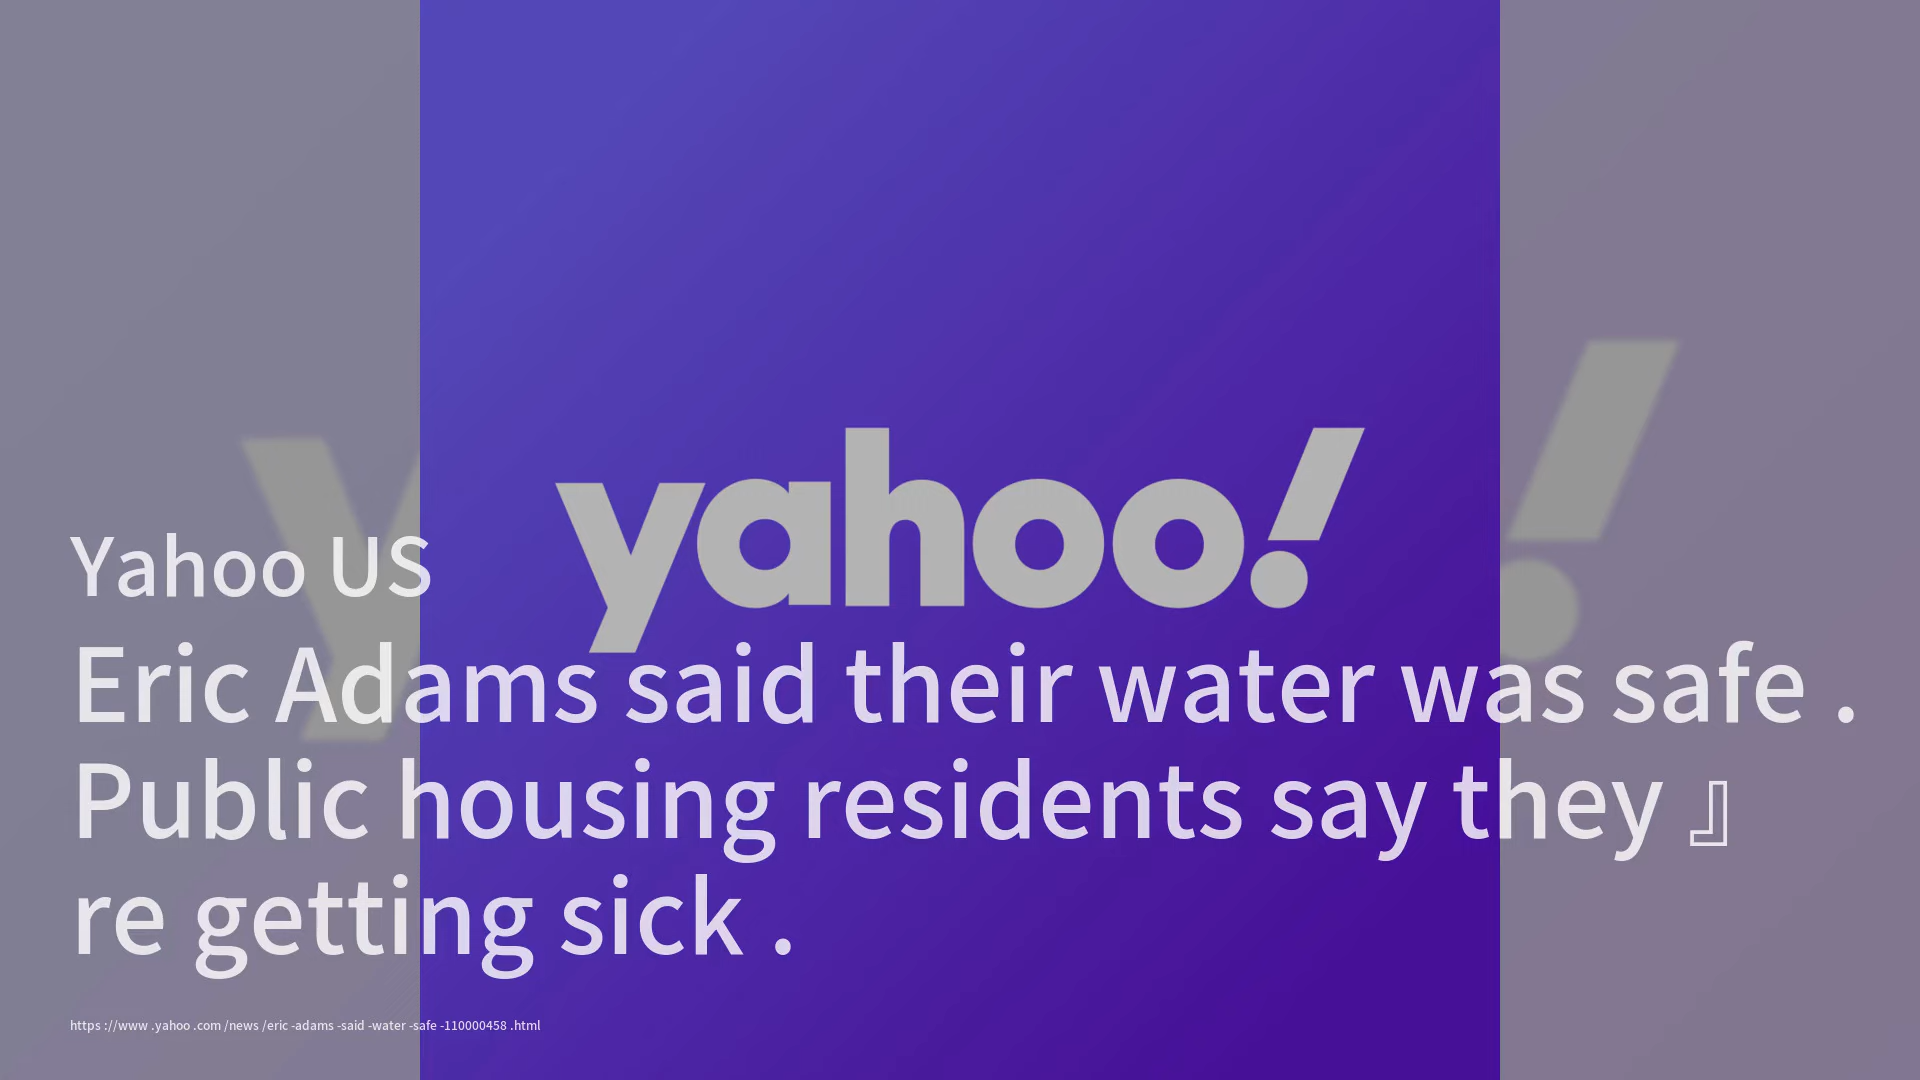 yahoo!
Yahoo US
Eric Adams said their water was safe .
Public housing residents say they 』
re getting sick .
https ://www .yahoo .com /news /eric -adams -said -water -safe -110000458 .html